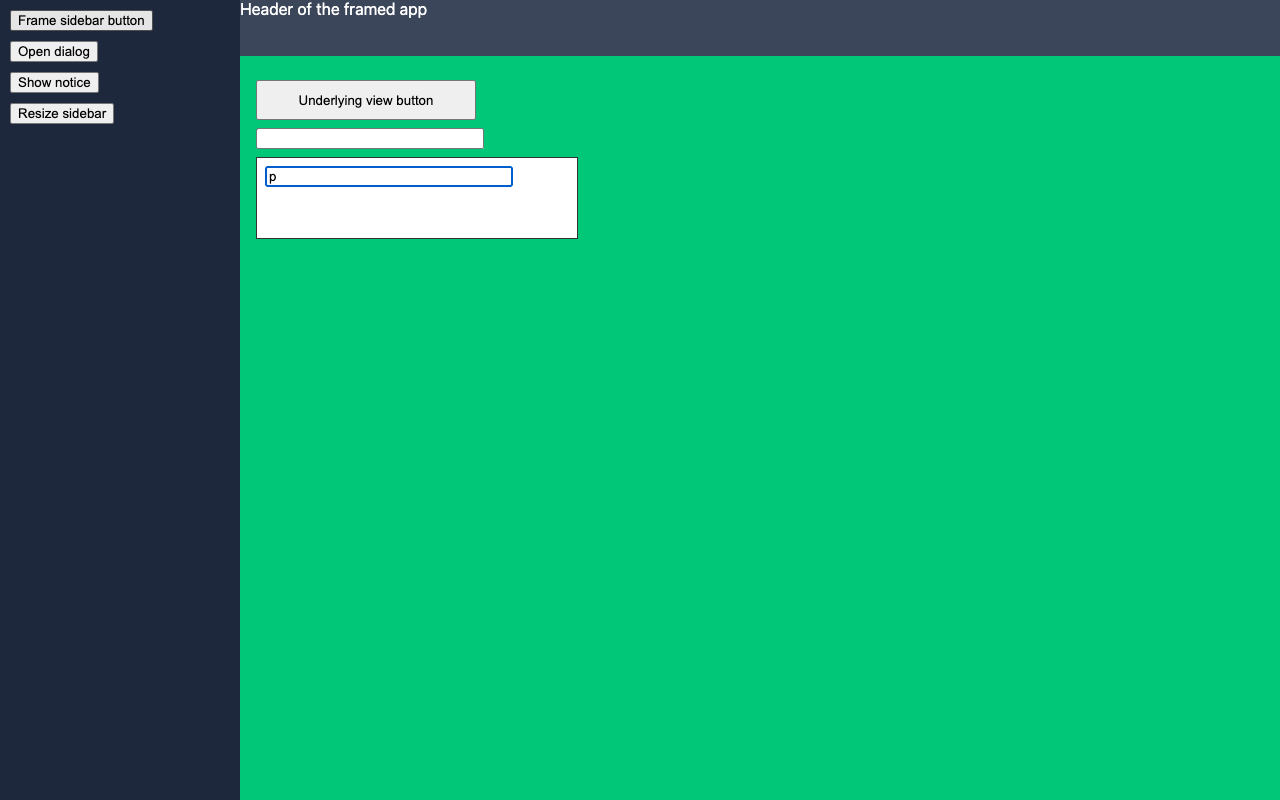 Frame sidebar button
Open dialog
Show notice
Resize sidebar
Header of the framed app
Underlying view button
p